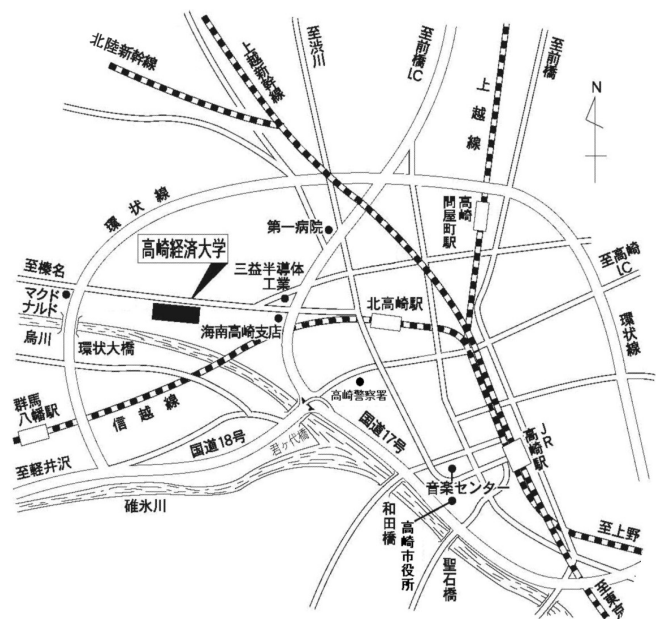 北陸新幹線
上越新幹線
至渋川
至前橋
I.C
上越線
至前橋
N
環状線
第一病院
高崎
問屋町駅
高崎経済大学
至榛名
三益半導体
工業
至高崎
I.C
マクド
ナルド
北高崎駅
烏川
環状大橋
海南高崎支店
環状線
群馬
八幡駅
信越線
高崎警察署
国道18号
君ヶ代橋
国道17号
JR
高崎駅
至軽井沢
音楽センター
碓氷川
和田橋
高崎市役所
聖石橋
至上野
至東京